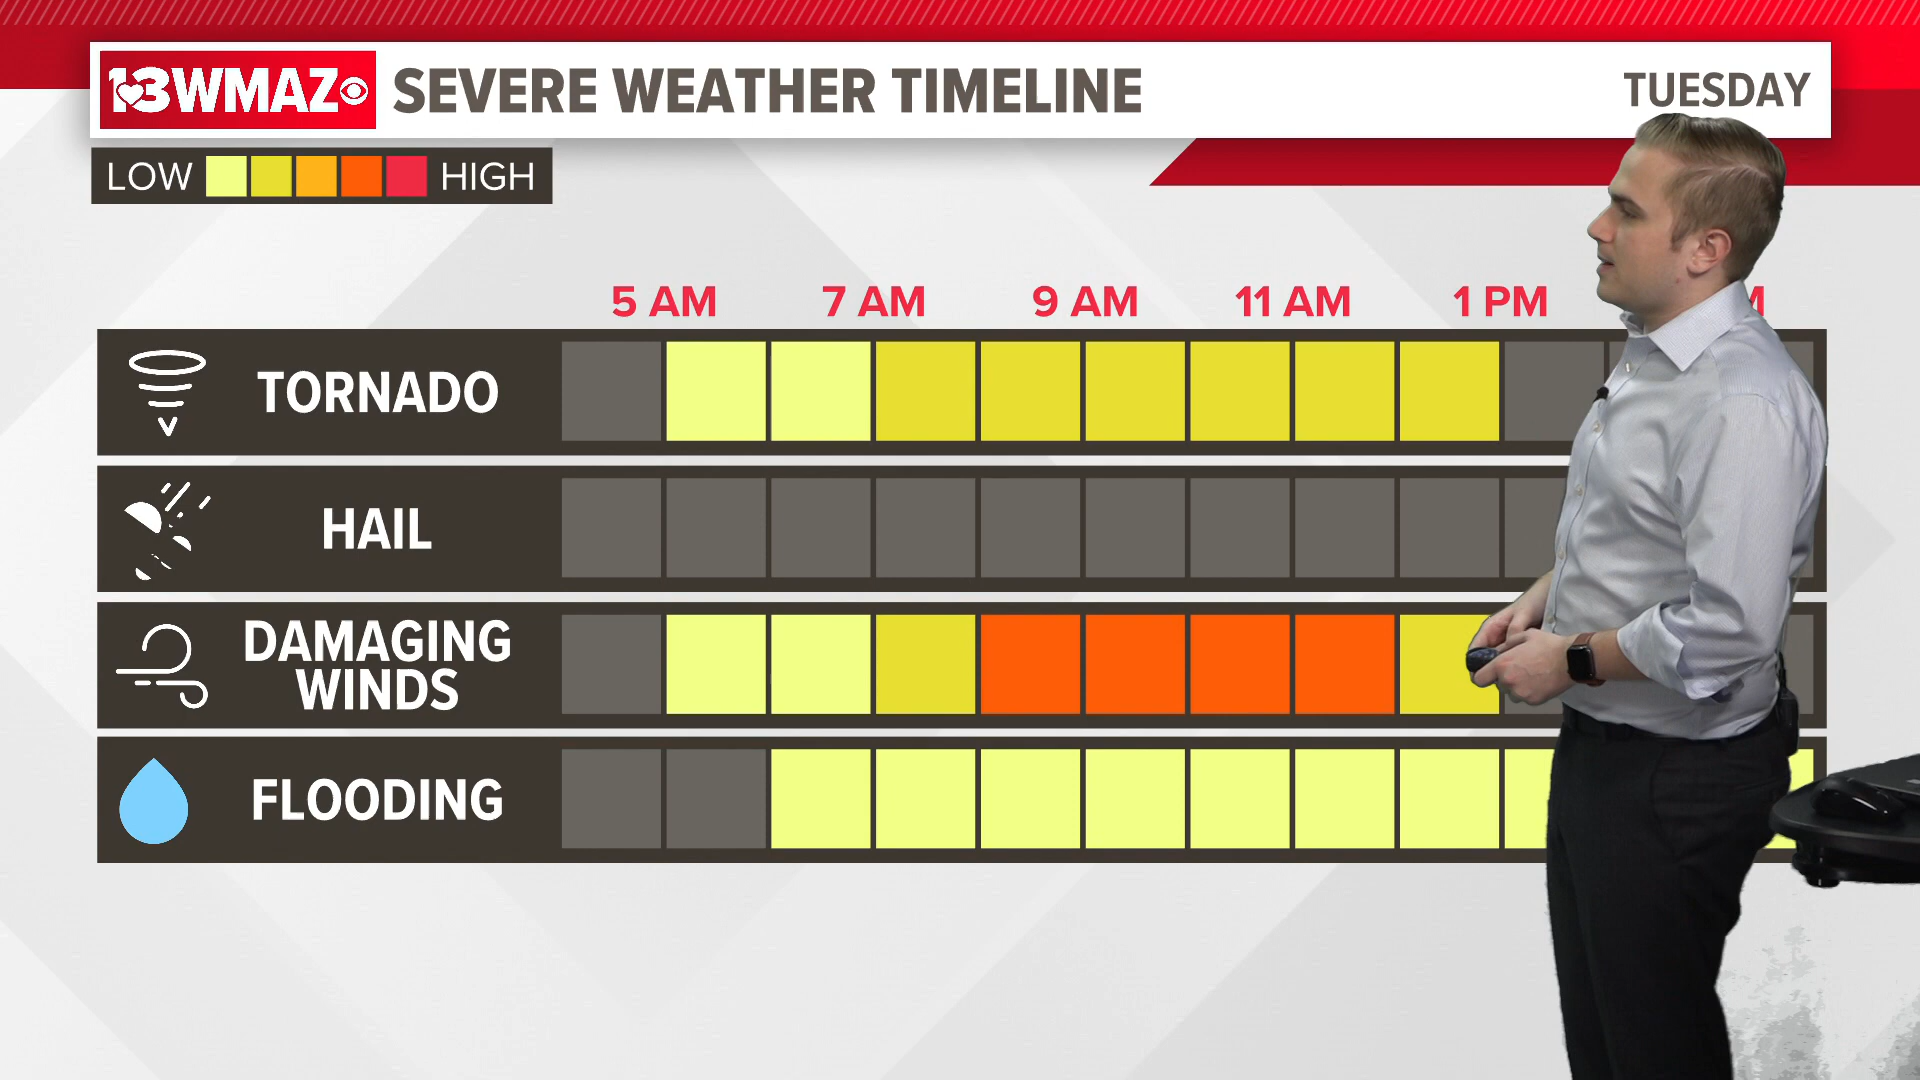 13WMAZ SEVERE WEATHER TIMELINE TUESDAY
LOW HIGH
5 AM 7 AM 9 AM 11 AM 1 PM
TORNADO
HAIL
DAMAGING
WINDS
FLOODING